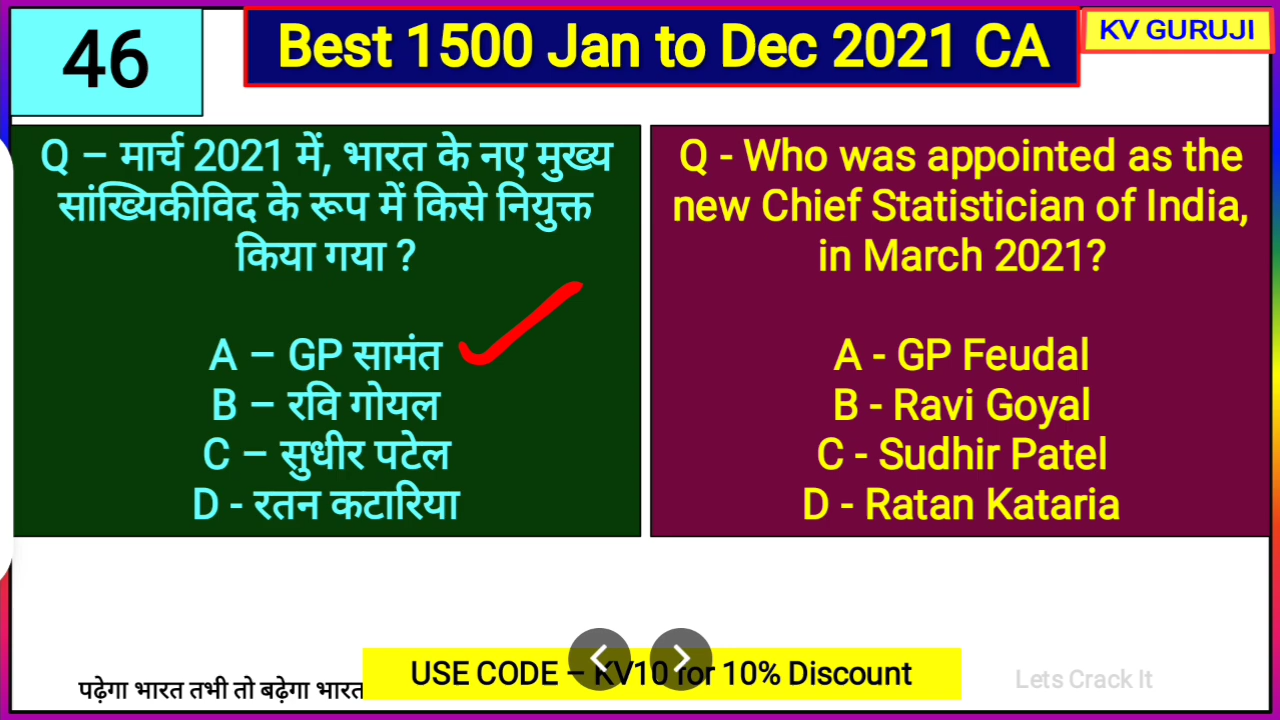 46
Best 1500 Jan to Dec 2021 CA
KV GURUJI
Q – मार्च 2021 में, भारत के नए मुख्य
सांख्यिकीविद के रूप में किसे नियुक्त
किया गया ?
A – GP सामंत
B – रवि गोयल
C – सुधीर पटेल
D - रतन कटारिया
Q - Who was appointed as the
new Chief Statistician of India,
in March 2021?
A - GP Feudal
B - Ravi Goyal
C - Sudhir Patel
D - Ratan Kataria
पढ़ेगा भारत तभी तो बढ़ेगा भारत
USE CODE – KV10 for 10% Discount
Lets Crack It